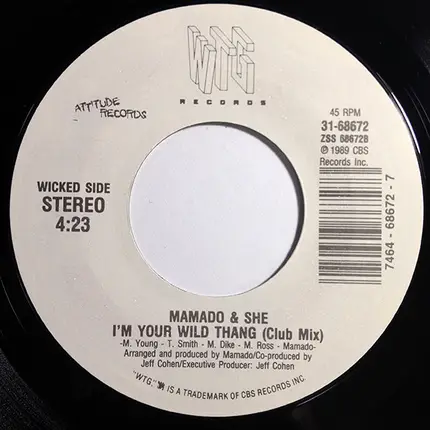 WTG
RECORDS
ATTITUDE
RECORDS
45 RPM
31-68672
ZSS 68672B
℗ 1989 CBS
Records Inc.
WICKED SIDE
STEREO
4:23
7464-68672-7
MAMADO & SHE
I'M YOUR WILD THANG (Club Mix)
-M. Young - T. Smith - M. Dike - M. Ross - Mamado-
Arranged and produced by Mamado/Co-produced by
Jeff Cohen/Executive Producer: Jeff Cohen
"WTG," IS A TRADEMARK OF CBS RECORDS INC